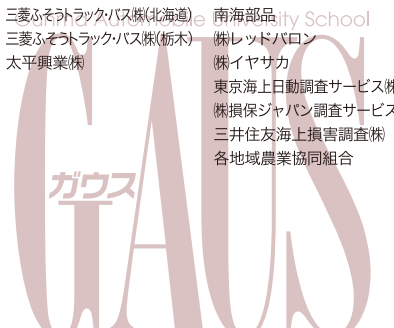 Gunma Automobile University School
三菱ふそうトラック・バス㈱(北海道)
三菱ふそうトラック・バス㈱(栃木)
太平興業㈱
南海部品
㈱レッドバロン
㈱イヤサカ
東京海上日動調査サービス㈱
㈱損保ジャパン調査サービス
三井住友海上損害調査㈱
各地域農業協同組合
GAUS
ガウス